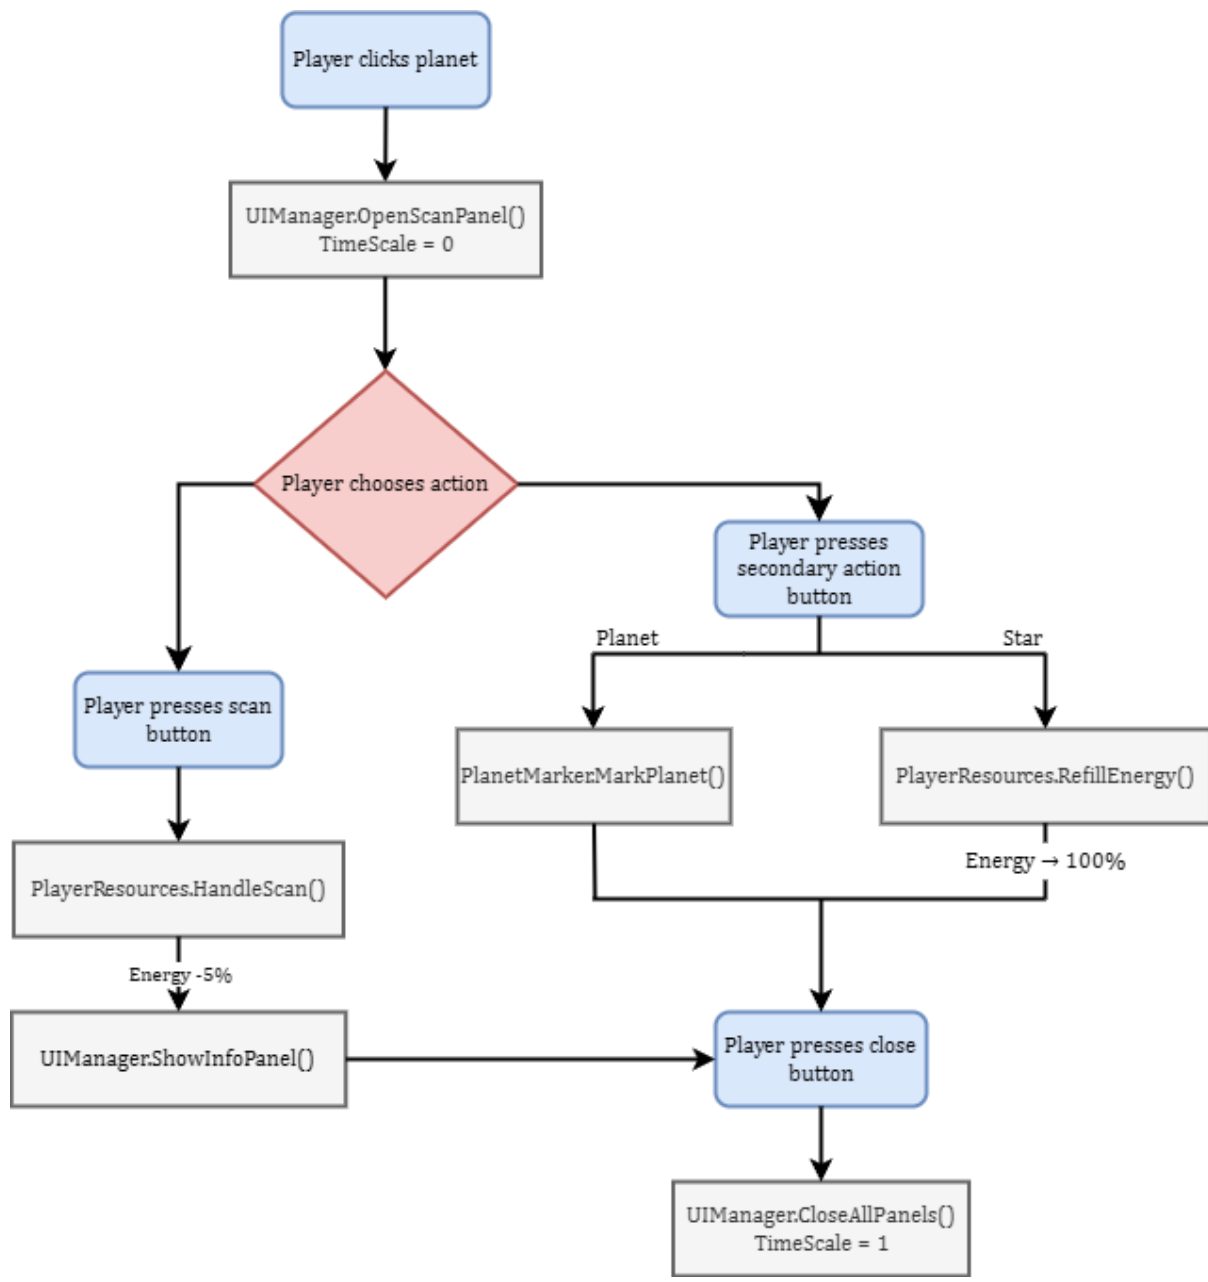 Player clicks planet
UIManager.OpenScanPanel()
TimeScale = 0
Player chooses action
Player presses
secondary action
button
Planet
Star
Player presses scan
button
PlanetMarker.MarkPlanet()
PlayerResources.RefillEnergy()
Energy → 100%
PlayerResources.HandleScan()
Energy -5%
UIManager.ShowInfoPanel()
Player presses close
button
UIManager.CloseAllPanels()
TimeScale = 1